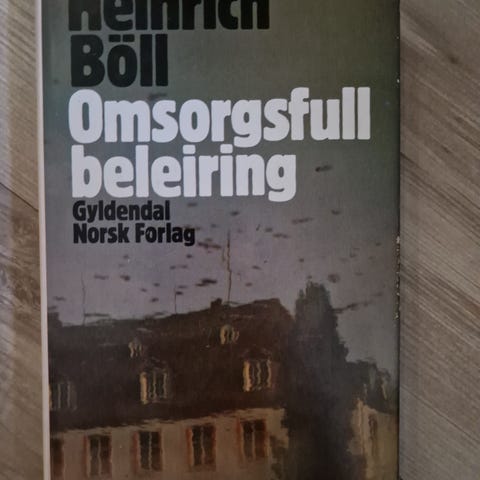 Heinrich
Böll
Omsorgsfull
beleiring
Gyldendal
Norsk Forlag